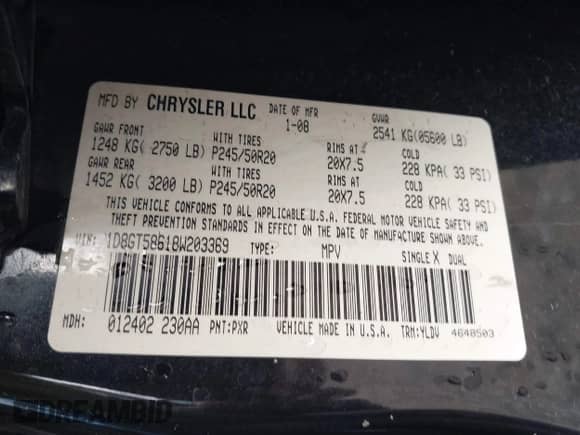 MFD BY CHRYSLER LLC DATE OF MFR GVWR
1-08 2541 KG(05600 LB)
GAWR FRONT WITH TIRES RIMS AT COLD
1248 KG( 2750 LB) P245/50R20 20X7.5 228 KPA( 33 PSI)
GAWR REAR WITH TIRES RIMS AT COLD
1452 KG( 3200 LB) P245/50R20 20X7.5 228 KPA( 33 PSI)
THIS VEHICLE CONFORMS TO ALL APPLICABLE U.S.A. FEDERAL MOTOR VEHICLE SAFETY AND
THEFT PREVENTION STANDARDS IN EFFECT ON THE DATE OF MANUFACTURE SHOWN ABOVE.
VIN: 1D8GT58618W203369 TYPE: MPV SINGLE X DUAL
MDH: 012402 230AA PNT:PXR VEHICLE MADE IN U.S.A. TRM:YLDV 4648503
DREAMBID